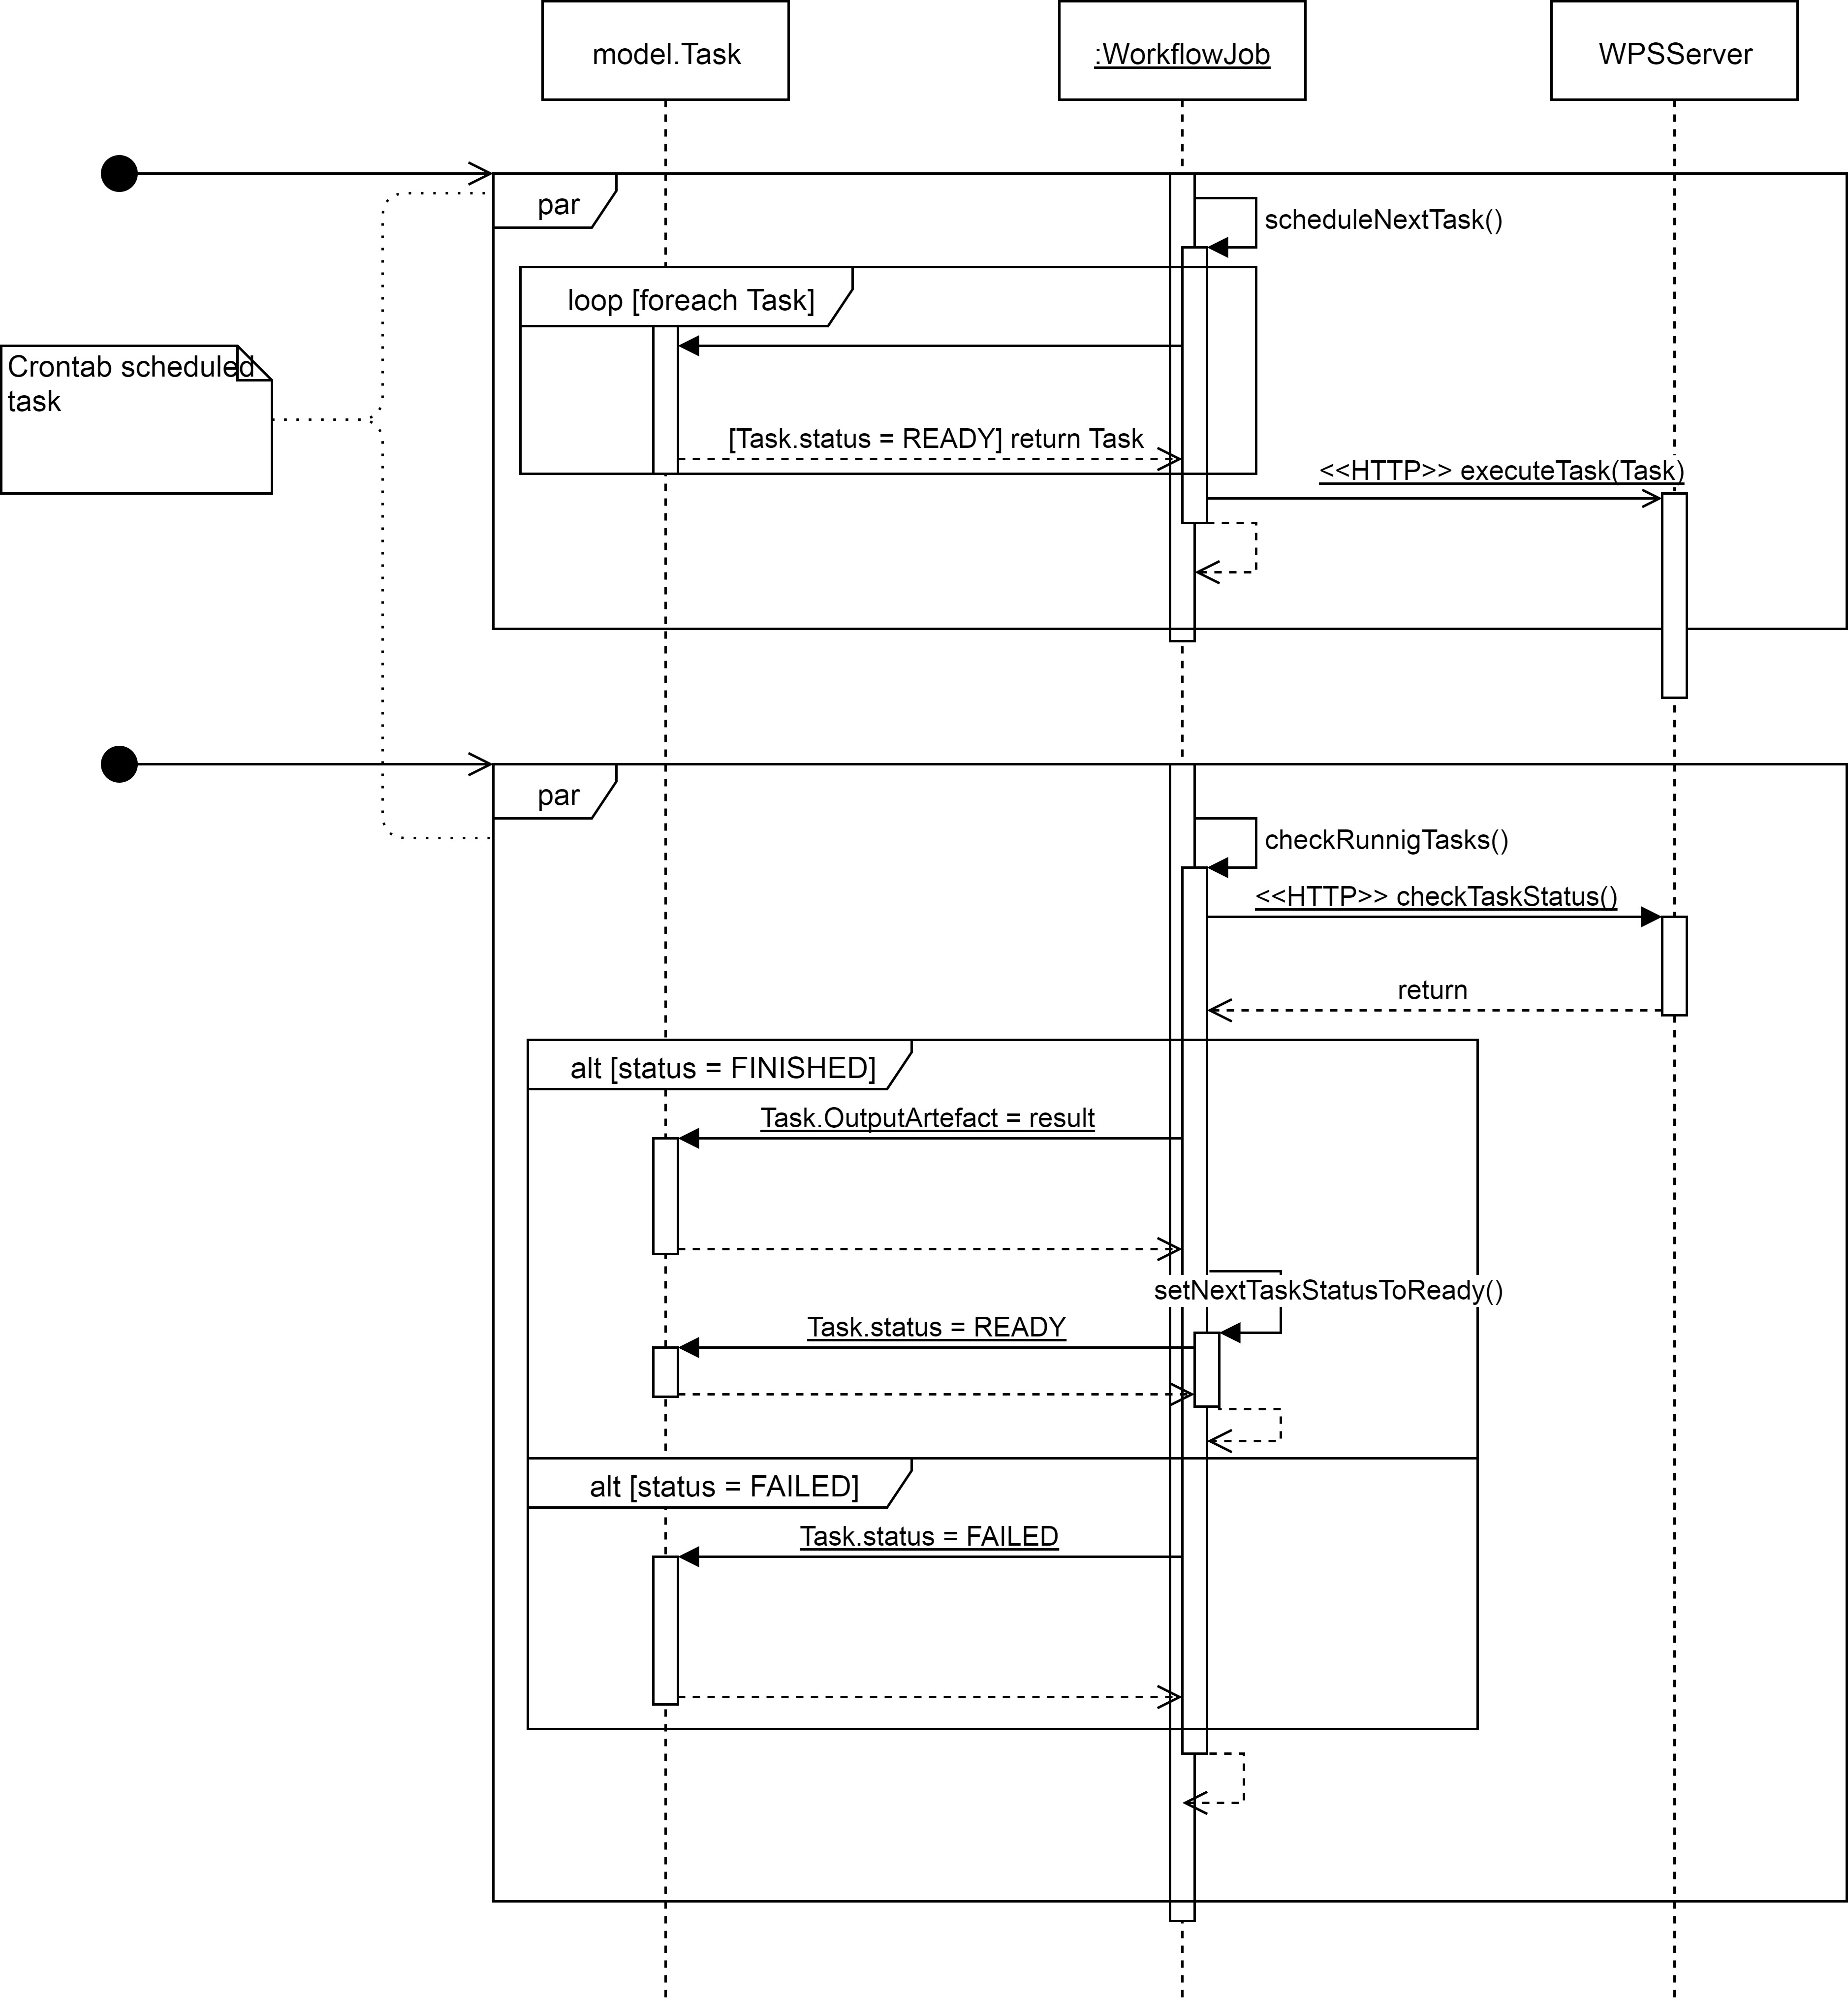 model.Task
:WorkflowJob
WPSServer
par
scheduleNextTask()
loop [foreach Task]
Crontab scheduled
task
[Task.status = READY] return Task
<<HTTP>> executeTask(Task)
par
checkRunnigTasks()
<<HTTP>> checkTaskStatus()
return
alt [status = FINISHED]
Task.OutputArtefact = result
setNextTaskStatusToReady()
Task.status = READY
alt [status = FAILED]
Task.status = FAILED